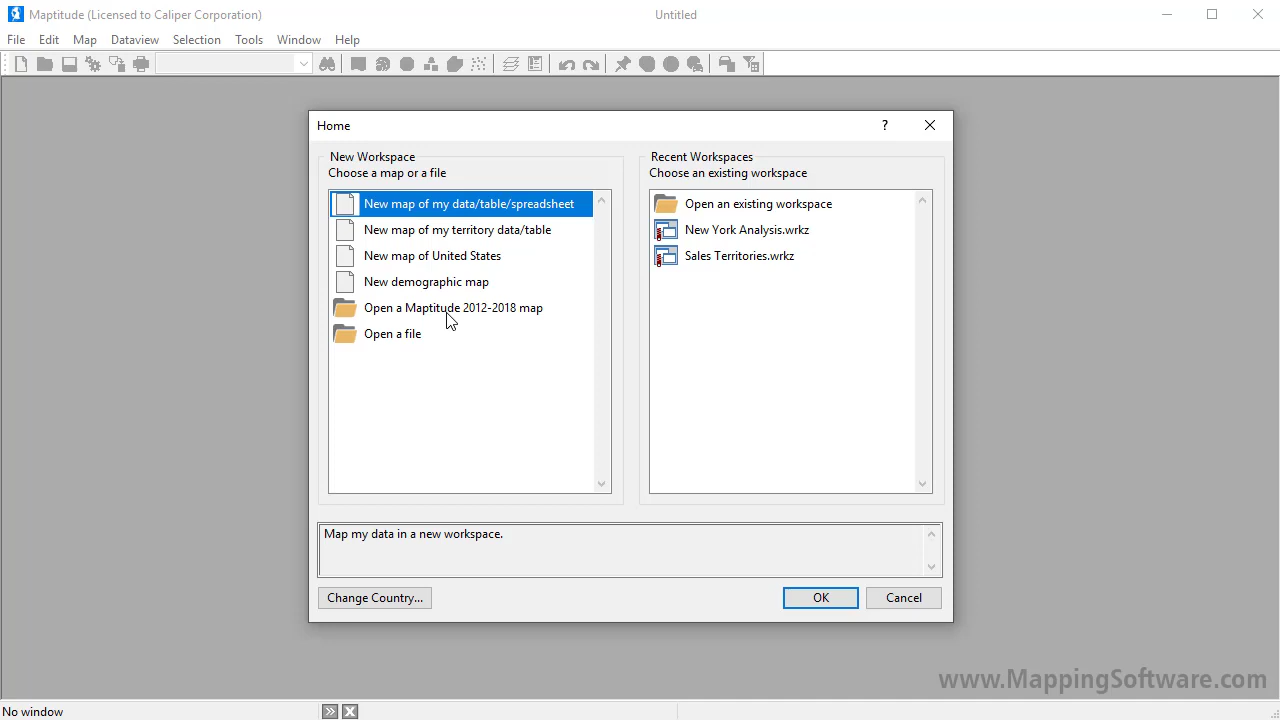 Maptitude (Licensed to Caliper Corporation)
Untitled
File Edit Map Dataview Selection Tools Window Help
Home
New Workspace
Choose a map or a file
New map of my data/table/spreadsheet
New map of my territory data/table
New map of United States
New demographic map
Open a Maptitude 2012-2018 map
Open a file
Recent Workspaces
Choose an existing workspace
Open an existing workspace
New York Analysis.wrkz
Sales Territories.wrkz
Map my data in a new workspace.
Change Country...
OK
Cancel
www.MappingSoftware.com
No window